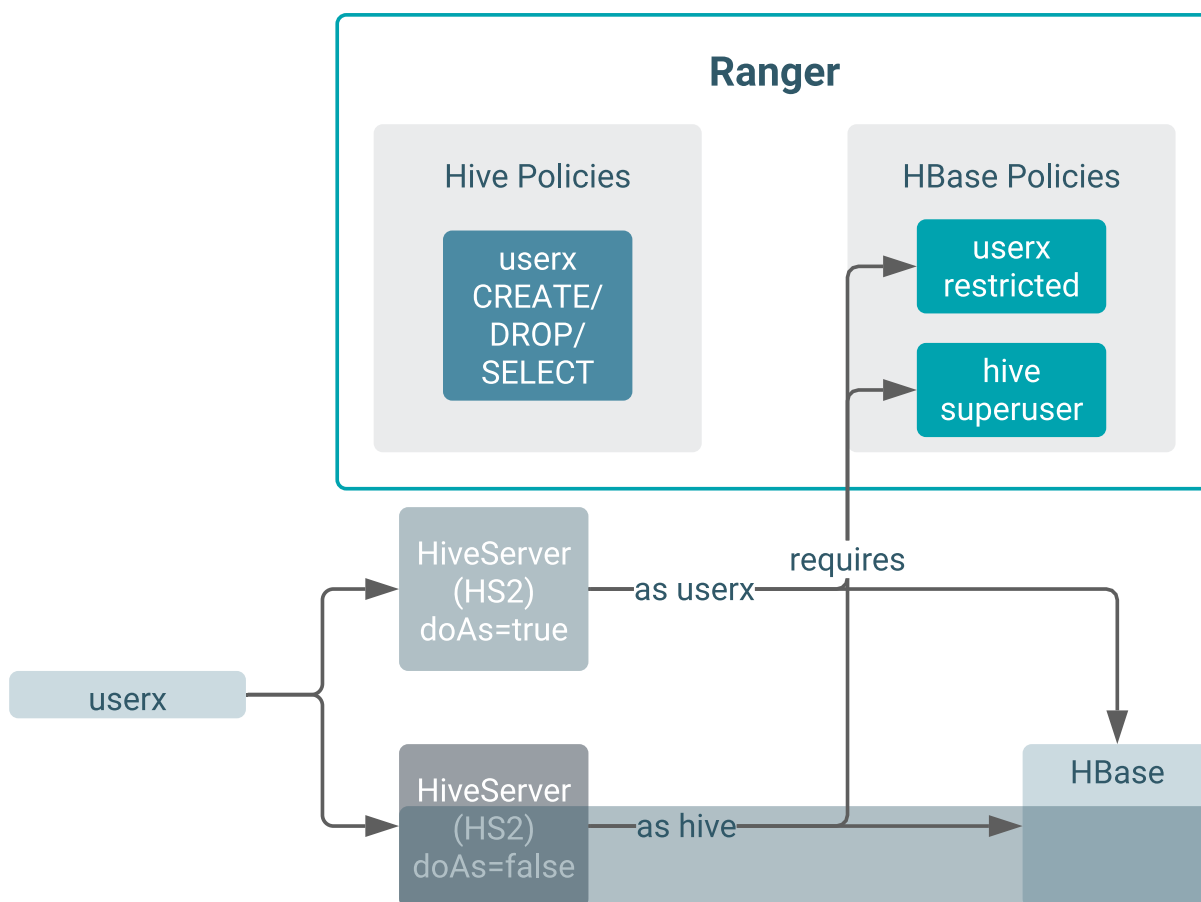 Ranger
Hive Policies
userx
CREATE/
DROP/
SELECT
HBase Policies
userx
restricted
hive
superuser
HiveServer
(HS2)
doAs=true
as userx
requires
userx
HiveServer
(HS2)
doAs=false
as hive
HBase